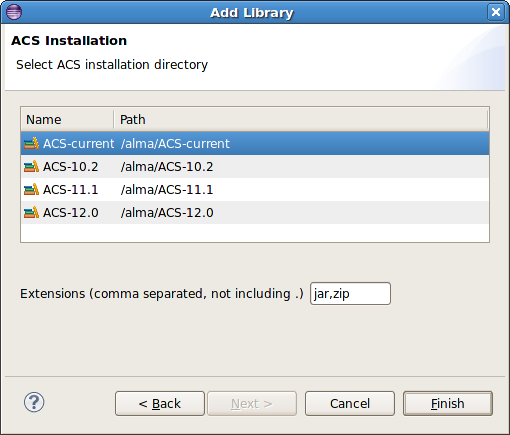 Add Library
ACS Installation
Select ACS installation directory
Name Path
ACS-current /alma/ACS-current
ACS-10.2 /alma/ACS-10.2
ACS-11.1 /alma/ACS-11.1
ACS-12.0 /alma/ACS-12.0
Extensions (comma separated, not including .) jar,zip
? < Back Next > Cancel Finish